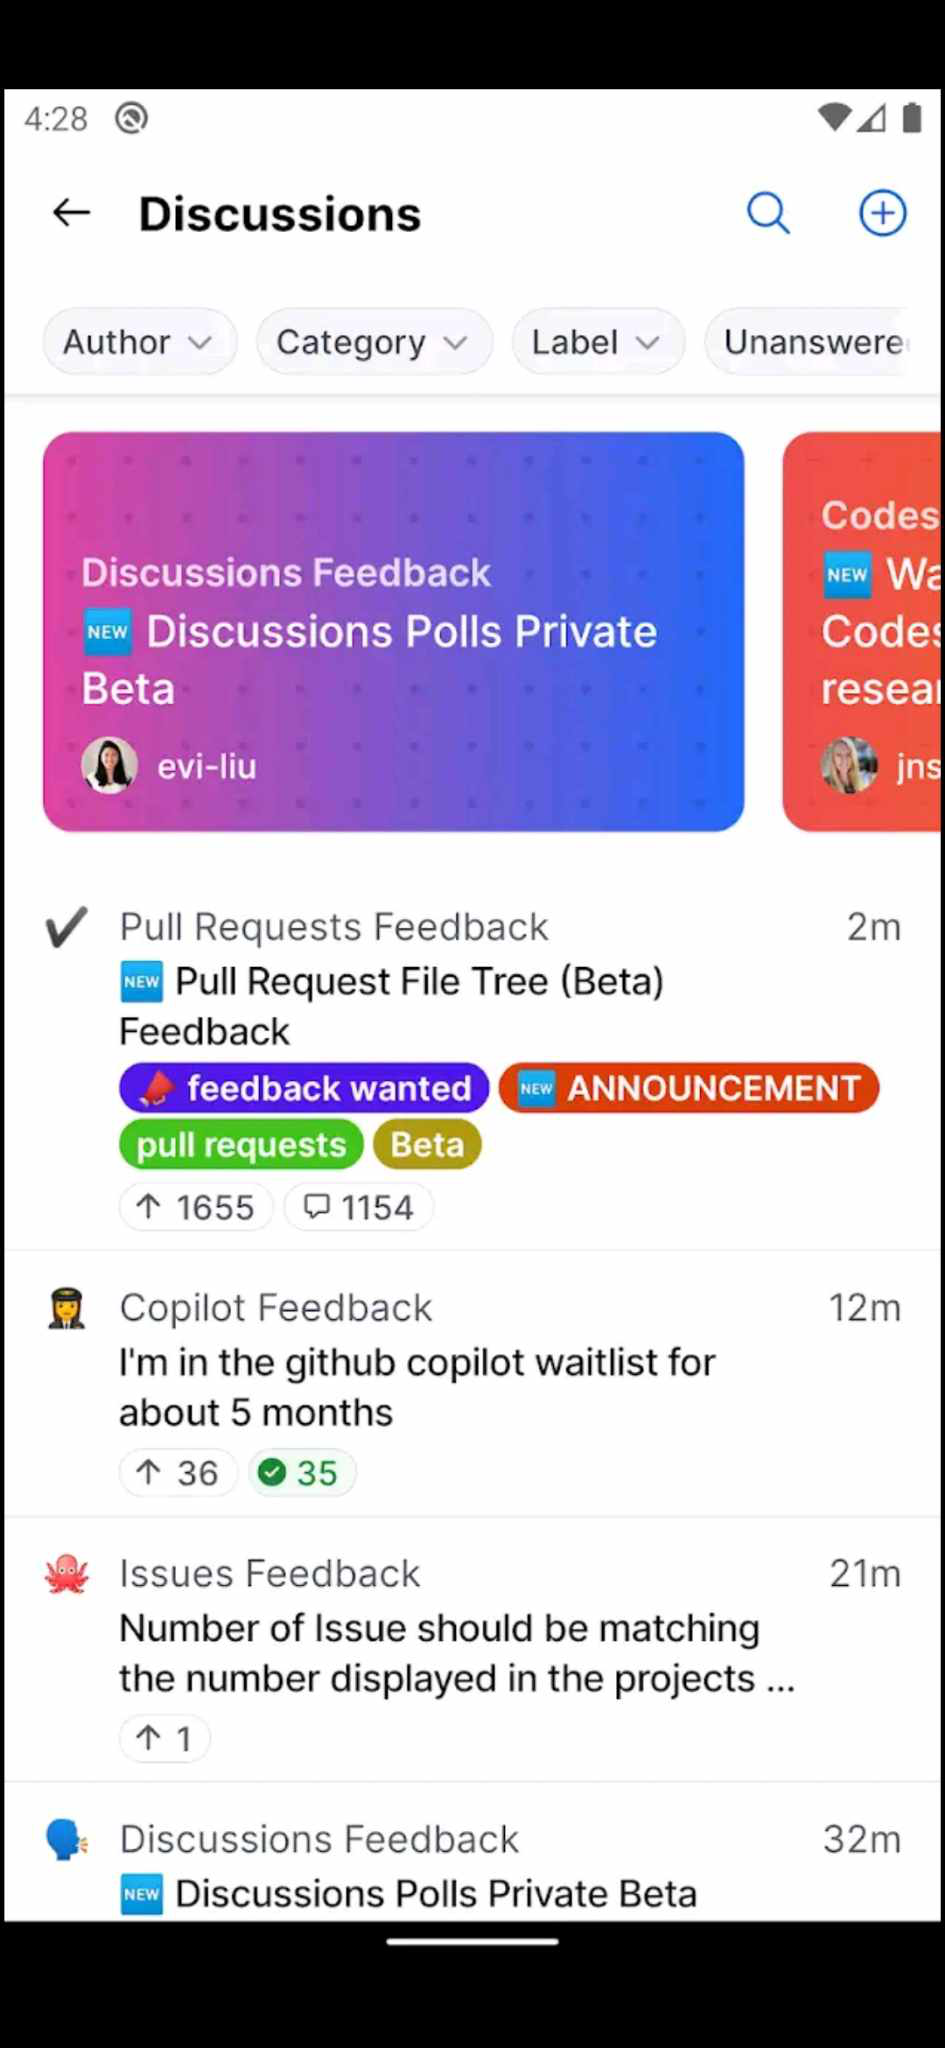 4:28
Discussions
Author
Category
Label
Unanswere
Discussions Feedback
NEW Discussions Polls Private
Beta
evi-liu
Codes
NEW Wa
Codes
resear
jns
Pull Requests Feedback
2m
NEW Pull Request File Tree (Beta)
Feedback
feedback wanted
NEW ANNOUNCEMENT
pull requests
Beta
1655
1154
Copilot Feedback
12m
I'm in the github copilot waitlist for
about 5 months
36
35
Issues Feedback
21m
Number of Issue should be matching
the number displayed in the projects ...
1
Discussions Feedback
32m
NEW Discussions Polls Private Beta